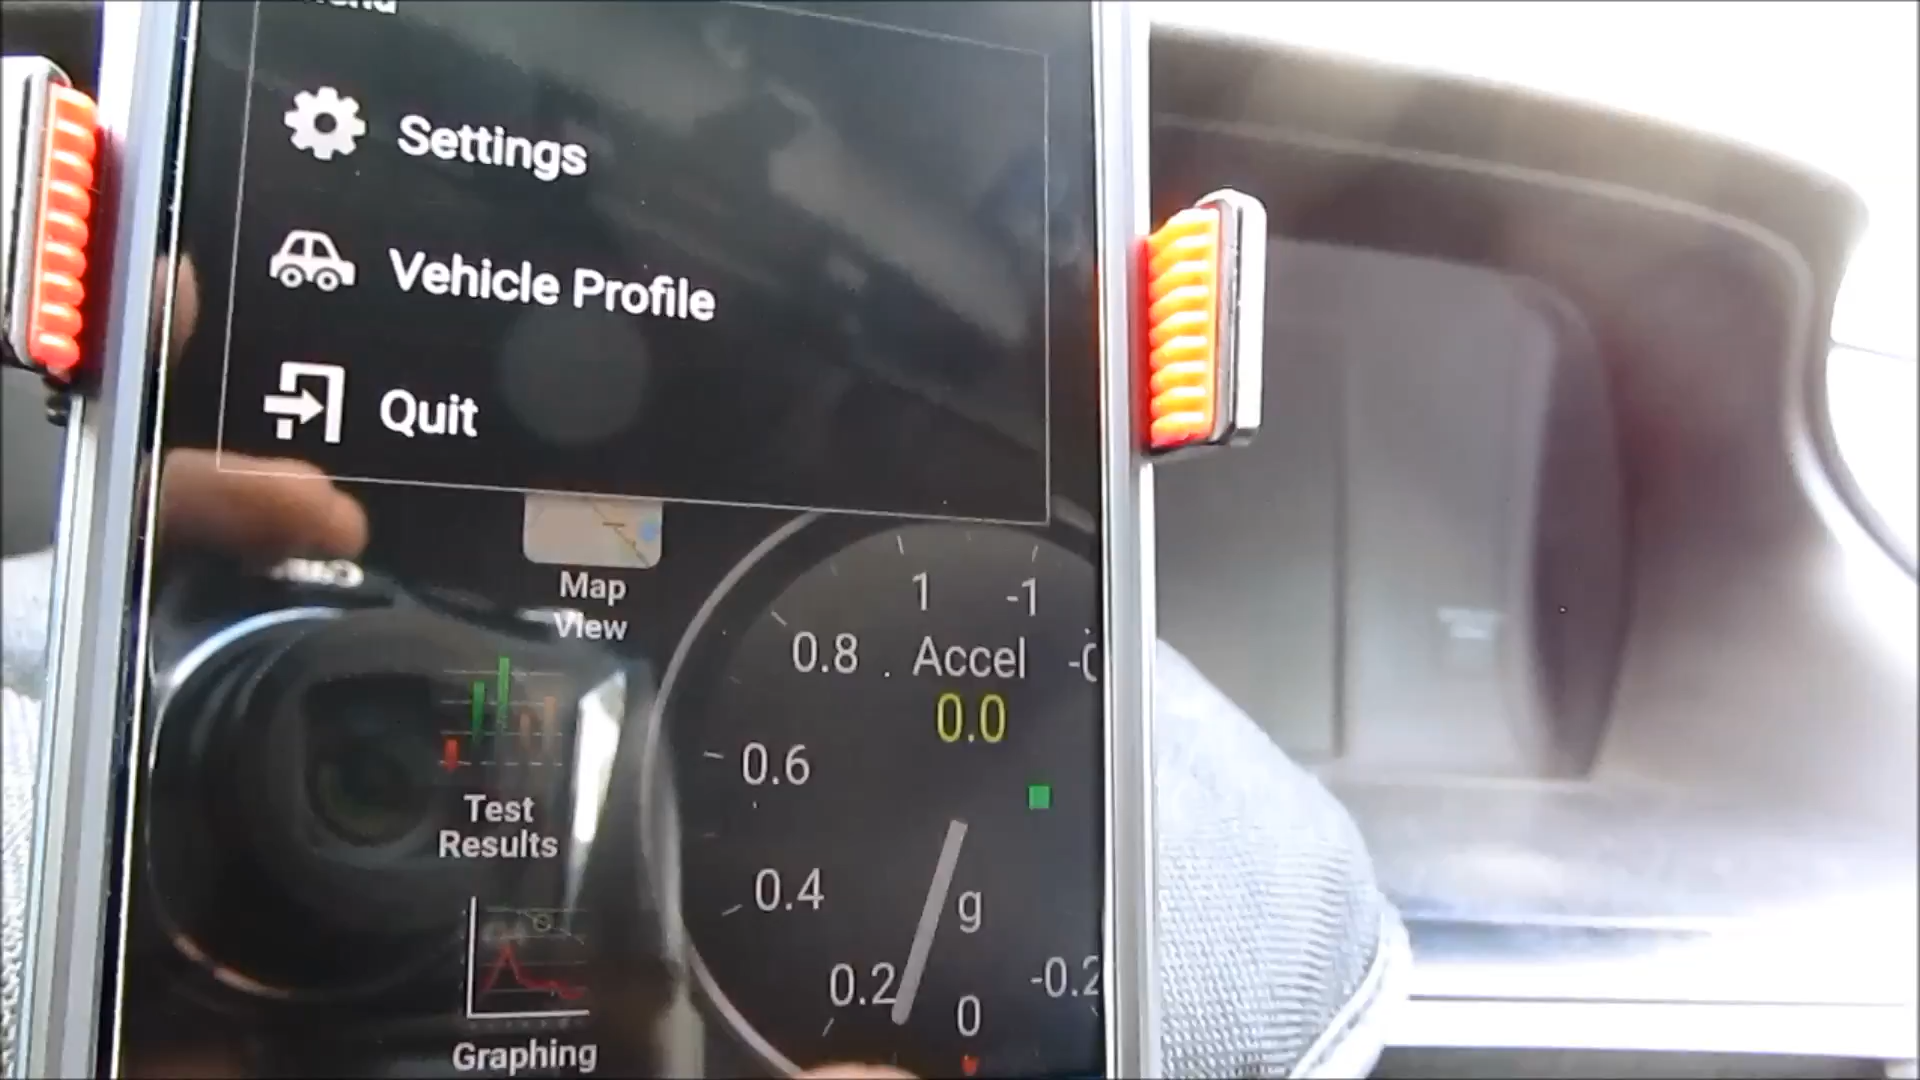 Settings
Vehicle Profile
Quit
Map
View
1
-1
0.8
Accel
0.0
0.6
Test
Results
0.4
g
0.2
-0.2
0
Graphing